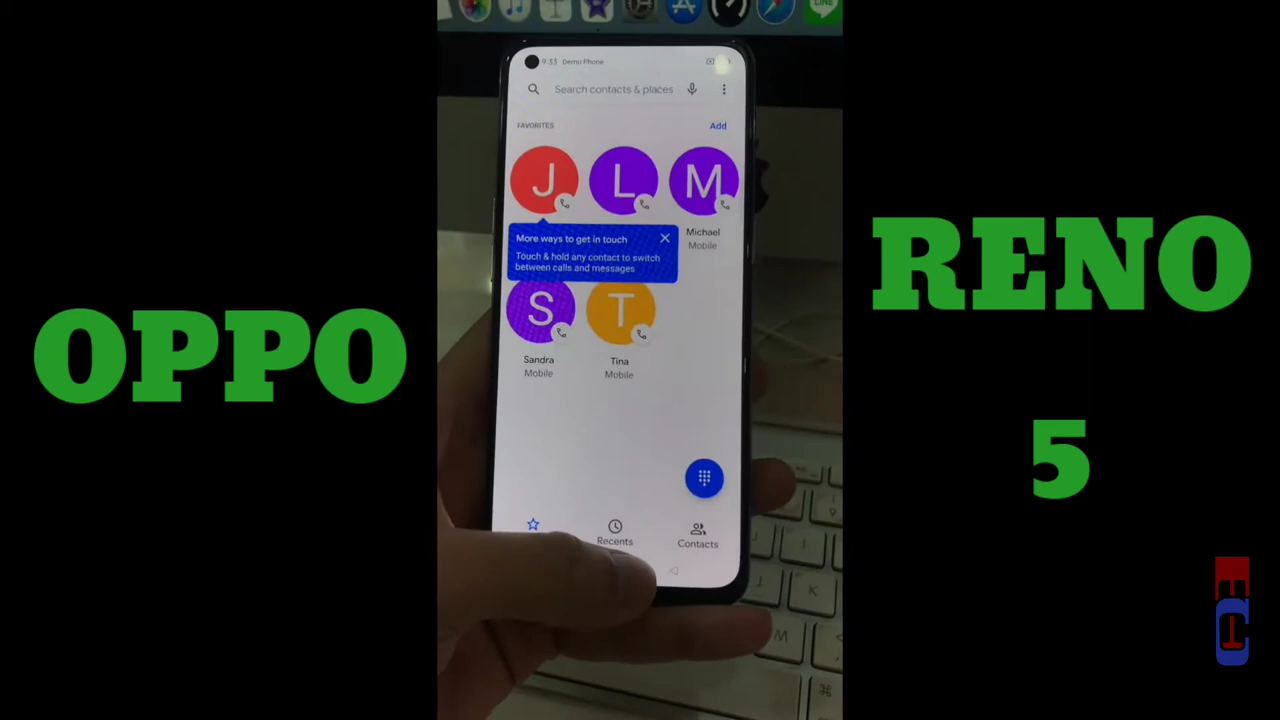 LINE
9:33 Demo Phone
Search contacts & places
FAVORITES
Add
J
L
M
More ways to get in touch
Touch & hold any contact to switch
between calls and messages
Michael
Mobile
S
T
Sandra
Mobile
Tina
Mobile
Recents
Contacts
OPPO
RENO
5
J
K
M
⌘